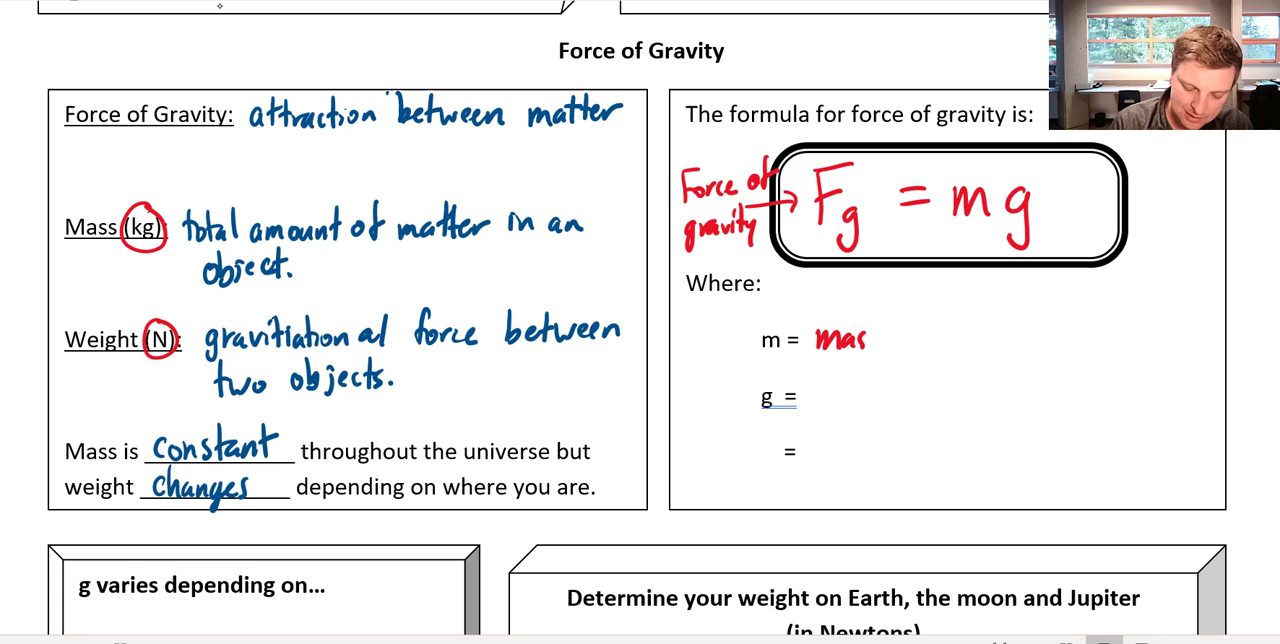 Force of Gravity
Force of Gravity: attraction between matter
Mass (kg): total amount of matter in an
object.
Weight (N): gravitiational force between
two objects.
Mass is constant throughout the universe but
weight changes depending on where you are.
The formula for force of gravity is:
Force of
gravity → Fg = mg
Where:
m = mas
g =
=
g varies depending on...
Determine your weight on Earth, the moon and Jupiter
(in Newtons)